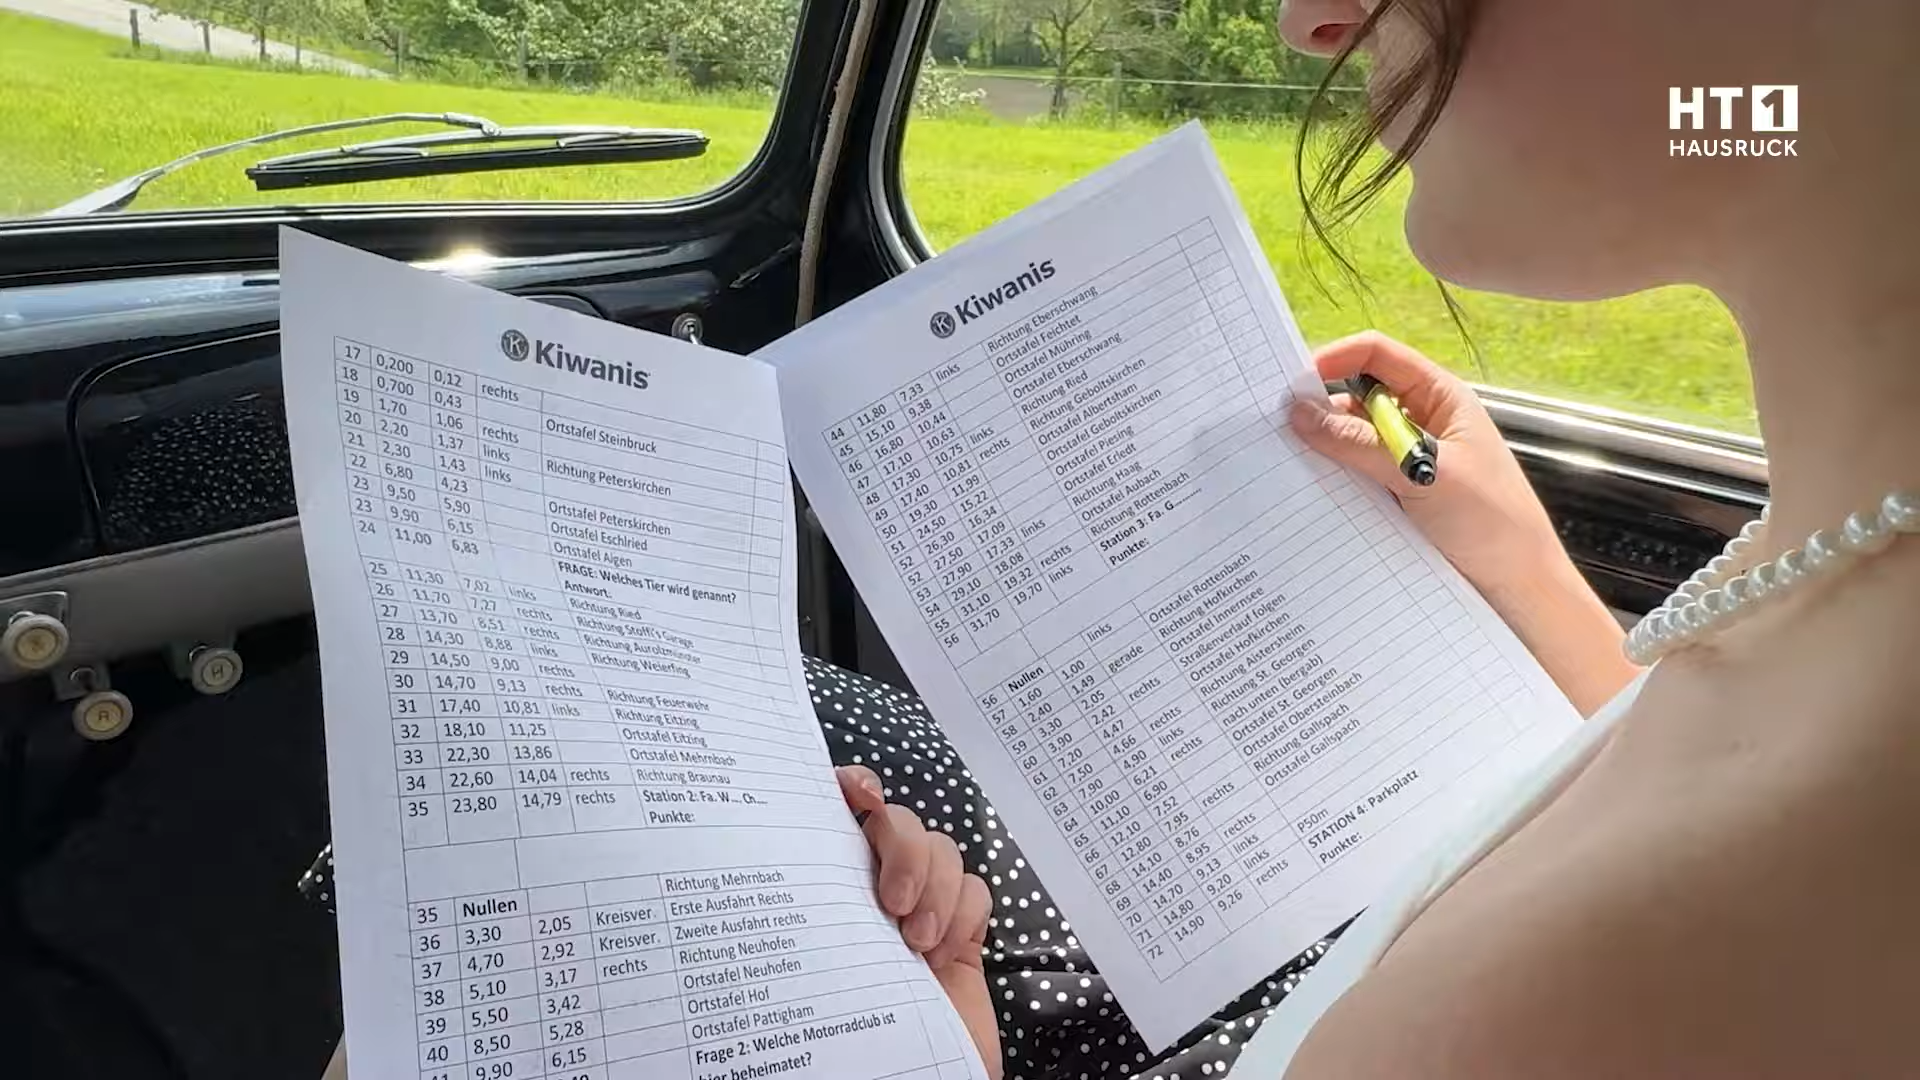 HT1
HAUSRUCK
Kiwanis
17 0,200 0,12 rechts
18 0,700 0,43 Ortstafel Steinbruck
19 1,70 1,06 rechts
20 2,20 1,37 links Richtung Peterskirchen
21 2,30 1,43 links
22 6,80 4,23 Ortstafel Peterskirchen
23 9,50 5,90 Ortstafel Eschlried
23 9,90 6,15 Ortstafel Aigen
24 11,00 6,83 FRAGE: Welches Tier wird genannt?
Antwort:
25 11,30 7,02 links Richtung Ried
26 11,70 7,27 rechts Richtung Stoffi's Garage
27 13,70 8,51 rechts Richtung Aurolzmünster
28 14,30 8,88 links Richtung Weierfing
29 14,50 9,00 rechts
30 14,70 9,13 rechts Richtung Feuerwehr
31 17,40 10,81 links Richtung Eitzing
32 18,10 11,25 Ortstafel Eitzing
33 22,30 13,86 Ortstafel Mehrnbach
34 22,60 14,04 rechts Richtung Braunau
35 23,80 14,79 rechts Station 2: Fa. W.... Ch....
Punkte:
35 Nullen Richtung Mehrnbach
36 3,30 2,05 Kreisver. Erste Ausfahrt Rechts
37 4,70 2,92 Kreisver. Zweite Ausfahrt rechts
38 5,10 3,17 rechts Richtung Neuhofen
39 5,50 3,42 Ortstafel Neuhofen
40 8,50 5,28 Ortstafel Hof
41 9,90 6,15 Ortstafel Pattigham
Frage 2: Welche Motorradclub ist
hier beheimatet?
Kiwanis
44 11,80 7,33 links Richtung Eberschwang
45 15,10 9,38 Ortstafel Feichtet
46 16,80 10,44 Ortstafel Mühring
47 17,10 10,63 Ortstafel Eberschwang
48 17,30 10,75 links Richtung Ried
49 17,40 10,81 rechts Richtung Geboltskirchen
50 19,30 11,99 Ortstafel Albertsham
51 24,50 15,22 Ortstafel Geboltskirchen
52 26,30 16,34 Ortstafel Piesing
52 27,50 17,09 Ortstafel Erledt
53 27,90 17,33 links Richtung Haag
54 29,10 18,08 Ortstafel Aubach
55 31,10 19,32 rechts Richtung Rottenbach
56 31,70 19,70 links Station 3: Fa. G..........
Punkte:
56 Nullen Ortstafel Rottenbach
57 1,60 1,00 links Richtung Hofkirchen
58 2,40 1,49 Ortstafel Innernsee
59 3,30 2,05 gerade Straßenverlauf folgen
60 3,90 2,42 Ortstafel Hofkirchen
61 7,20 4,47 rechts Richtung Aistersheim
62 7,50 4,66 rechts Richtung St. Georgen
63 7,90 4,90 links nach unten (bergab)
64 10,00 6,21 rechts Ortstafel St. Georgen
65 11,10 6,90 Ortstafel Obersteinbach
66 12,10 7,52 Richtung Gallspach
67 12,80 7,95 rechts Ortstafel Gallspach
68 14,10 8,76
69 14,40 8,95 rechts
70 14,70 9,13 links P50m
71 14,80 9,20 links STATION 4: Parkplatz
72 14,90 9,26 rechts Punkte: